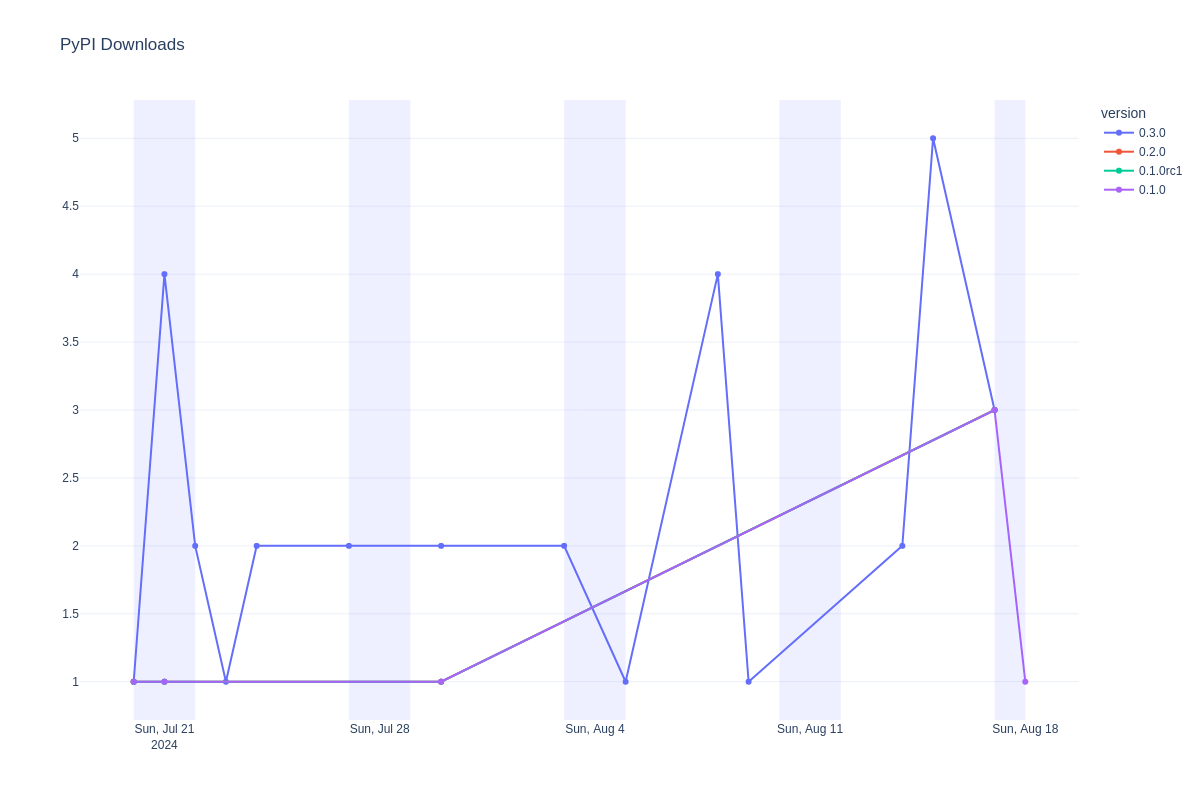 PyPI Downloads
version
0.3.0
0.2.0
0.1.0rc1
0.1.0
5
4.5
4
3.5
3
2.5
2
1.5
1
Sun, Jul 21
2024
Sun, Jul 28
Sun, Aug 4
Sun, Aug 11
Sun, Aug 18